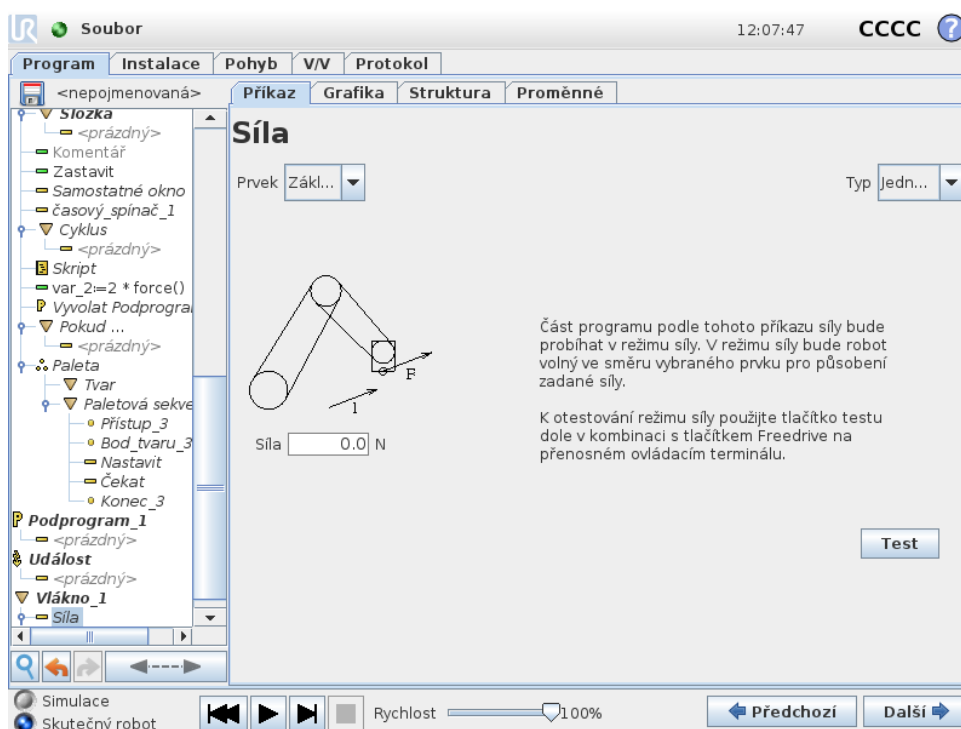 UR Soubor 12:07:47 CCCC ?
Program Instalace Pohyb V/V Protokol
<nepojmenovaná> Příkaz Grafika Struktura Proměnné
Složka
<prázdný>
Komentář
Zastavit
Samostatné okno
časový_spínač_1
Cyklus
<prázdný>
Skript
var_2:=2 * force()
P Vyvolat Podprogra
Pokud ...
<prázdný>
Paleta
Tvar
Paletová sekve
Přístup_3
Bod_tvaru_3
Nastavit
Čekat
Konec_3
P Podprogram_1
<prázdný>
Událost
<prázdný>
Vlákno_1
Síla
Síla
Prvek Zákl... Typ Jedn...
F
1
Síla 0.0 N
Část programu podle tohoto příkazu síly bude
probíhat v režimu síly. V režimu síly bude robot
volný ve směru vybraného prvku pro působení
zadané síly.
K otestování režimu síly použijte tlačítko testu
dole v kombinaci s tlačítkem Freedrive na
přenosném ovládacím terminálu.
Test
Simulace
Skutečný robot
Rychlost 100%
Předchozí Další